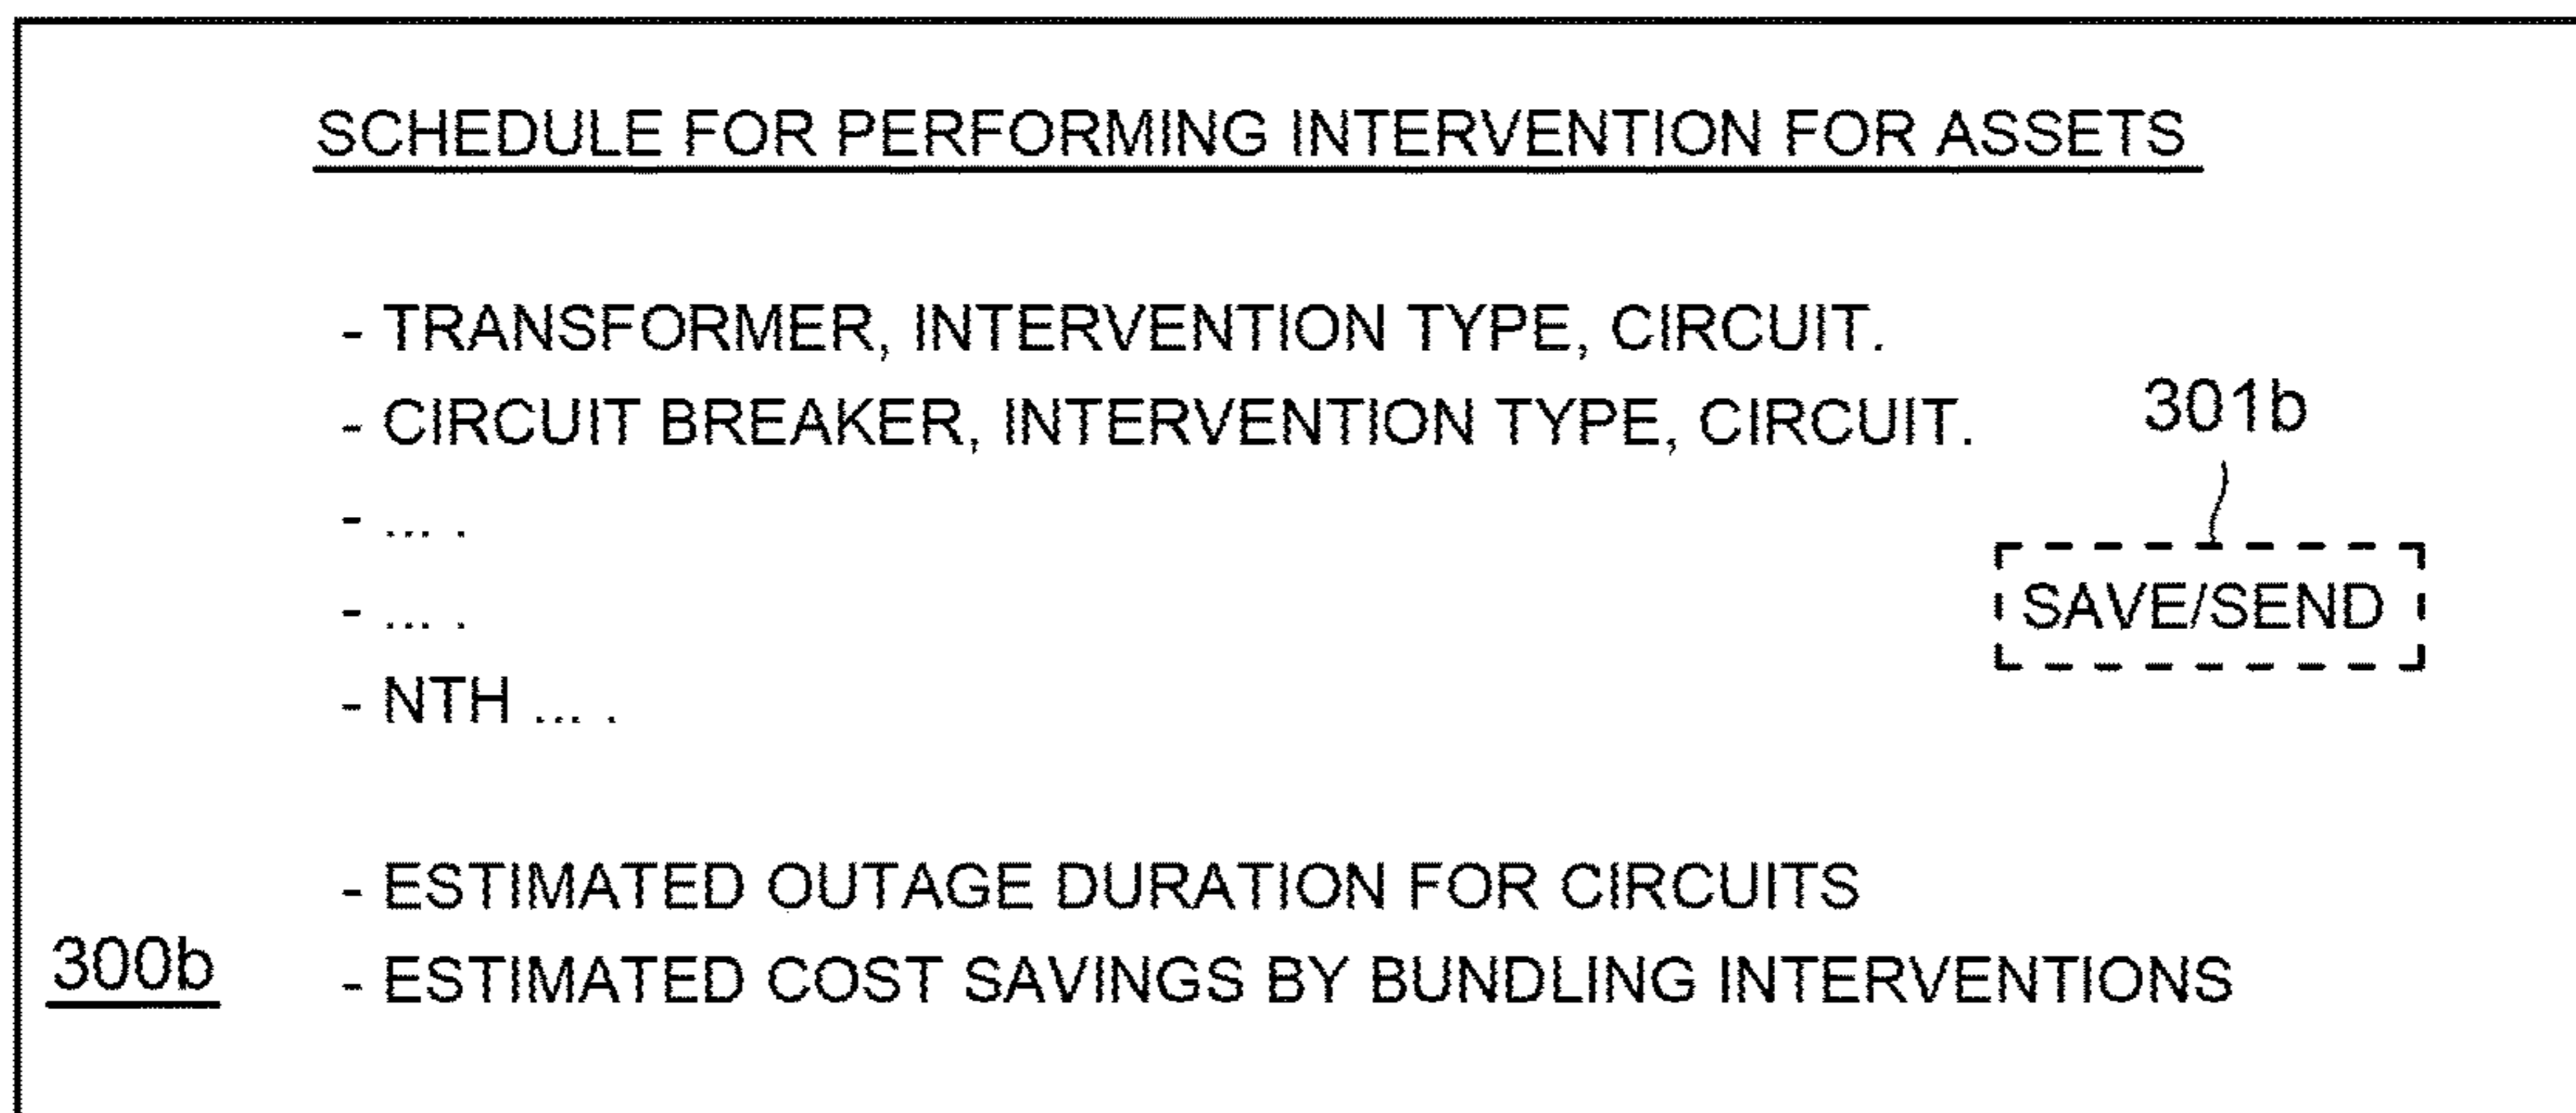 SCHEDULE FOR PERFORMING INTERVENTION FOR ASSETS
- TRANSFORMER, INTERVENTION TYPE, CIRCUIT.
- CIRCUIT BREAKER, INTERVENTION TYPE, CIRCUIT.
301b
- ... .
SAVE/SEND
- ... .
- NTH ... .
- ESTIMATED OUTAGE DURATION FOR CIRCUITS
300b
- ESTIMATED COST SAVINGS BY BUNDLING INTERVENTIONS